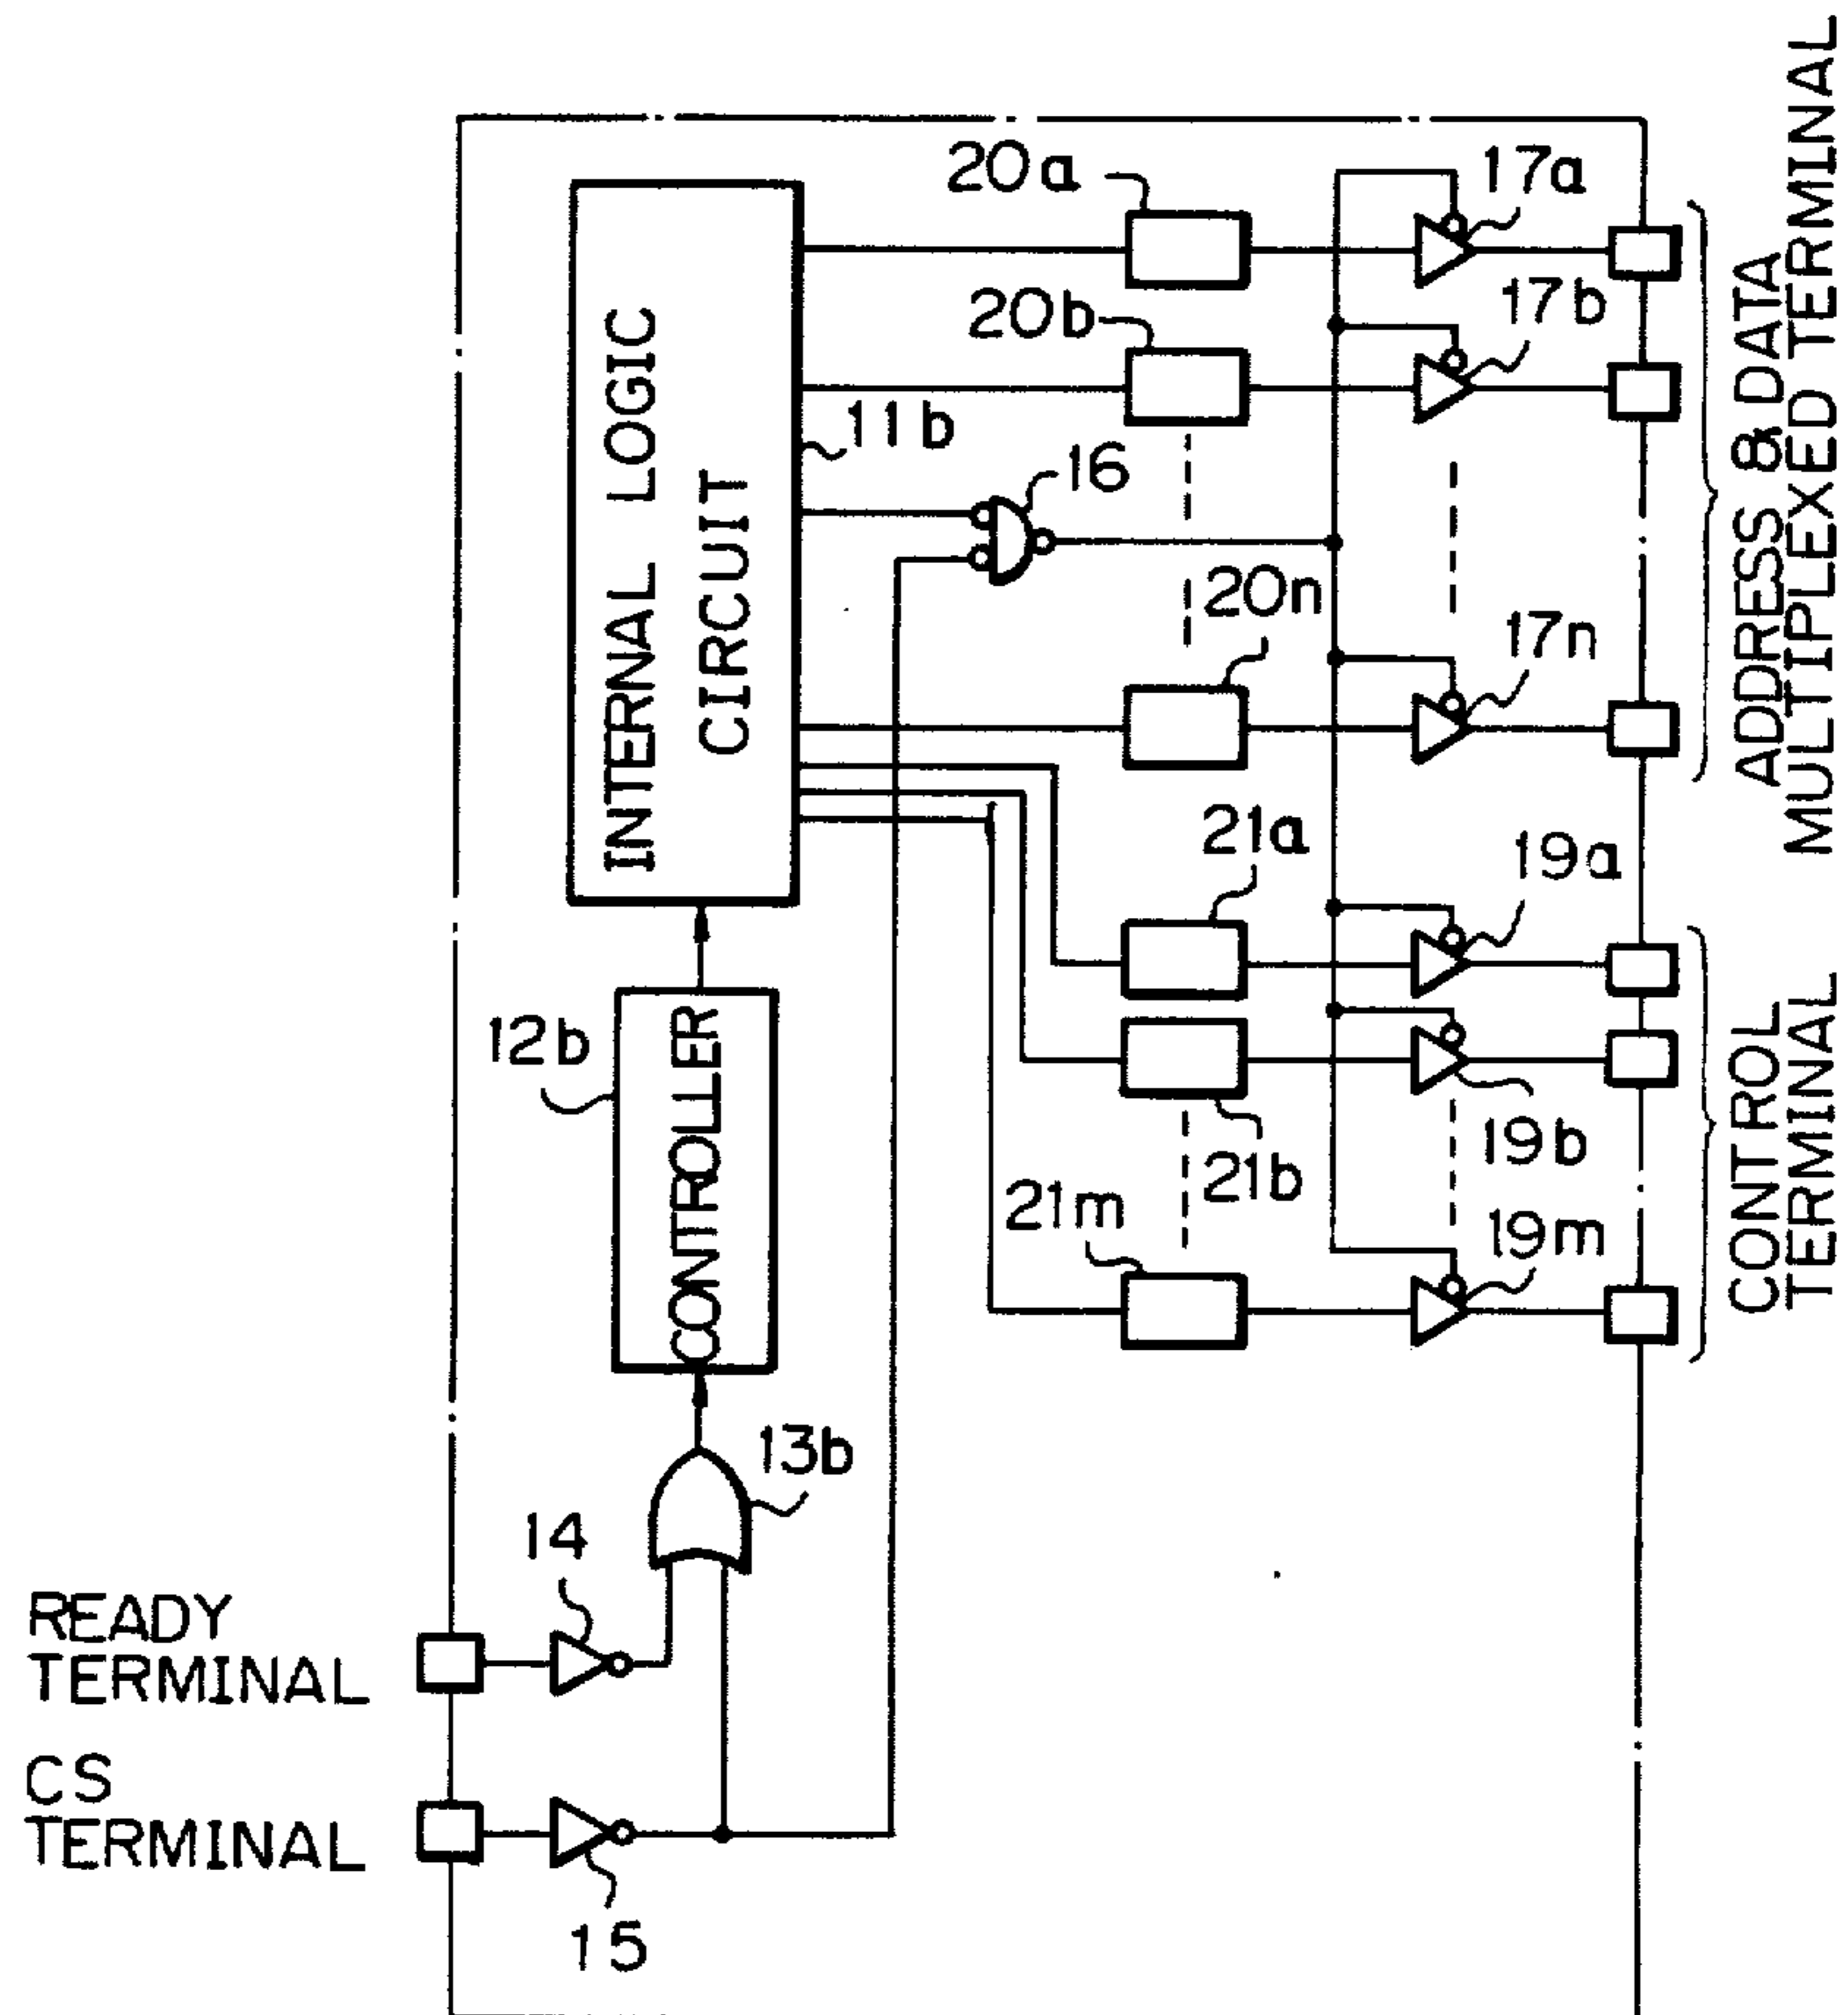 20a
17a
20b
17b
INTERNAL LOGIC
CIRCUIT
11b
16
20n
17n
ADDRESS & DATA
MULTIPLEXED TERMINAL
21a
19a
12b
CONTROLLER
19b
21b
21m
19m
CONTROL
TERMINAL
13b
14
READY
TERMINAL
CS
TERMINAL
15